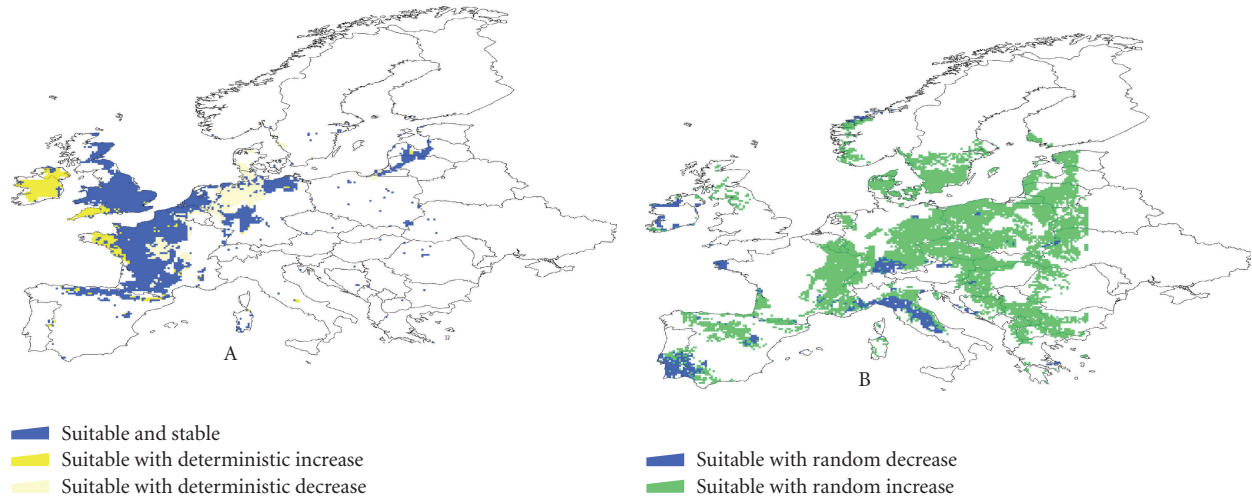 A
B
Suitable and stable
Suitable with deterministic increase
Suitable with deterministic decrease
Suitable with random decrease
Suitable with random increase